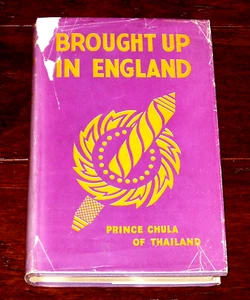 BROUGHT UP
IN ENGLAND
PRINCE CHULA
OF THAILAND